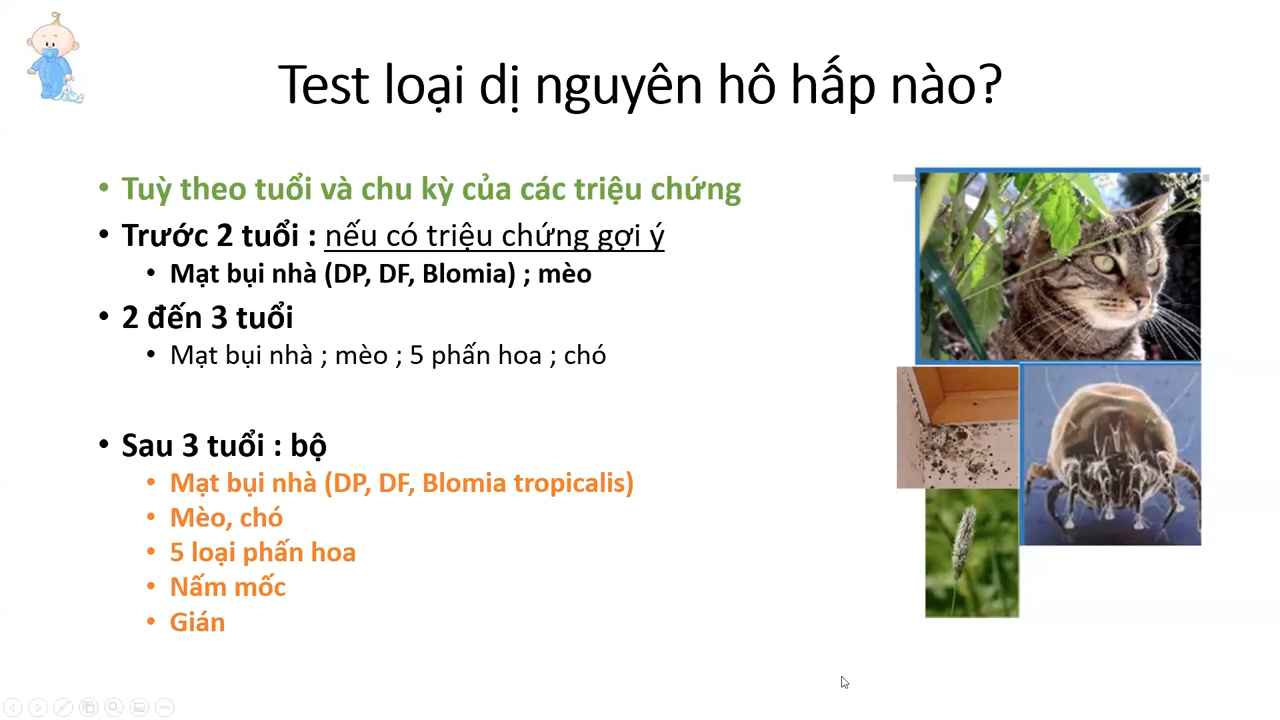 Test loại dị nguyên hô hấp nào?
• Tuỳ theo tuổi và chu kỳ của các triệu chứng
• Trước 2 tuổi : nếu có triệu chứng gợi ý
• Mạt bụi nhà (DP, DF, Blomia) ; mèo
• 2 đến 3 tuổi
• Mạt bụi nhà ; mèo ; 5 phấn hoa ; chó
• Sau 3 tuổi : bộ
• Mạt bụi nhà (DP, DF, Blomia tropicalis)
• Mèo, chó
• 5 loại phấn hoa
• Nấm mốc
• Gián